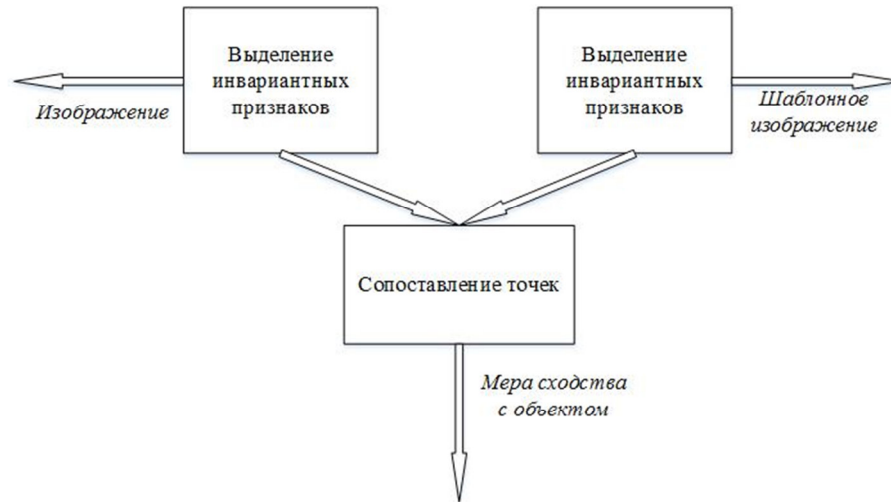 Выделение
инвариантных
признаков
Выделение
инвариантных
признаков
Изображение
Шаблонное
изображение
Сопоставление точек
Мера сходства
с объектом